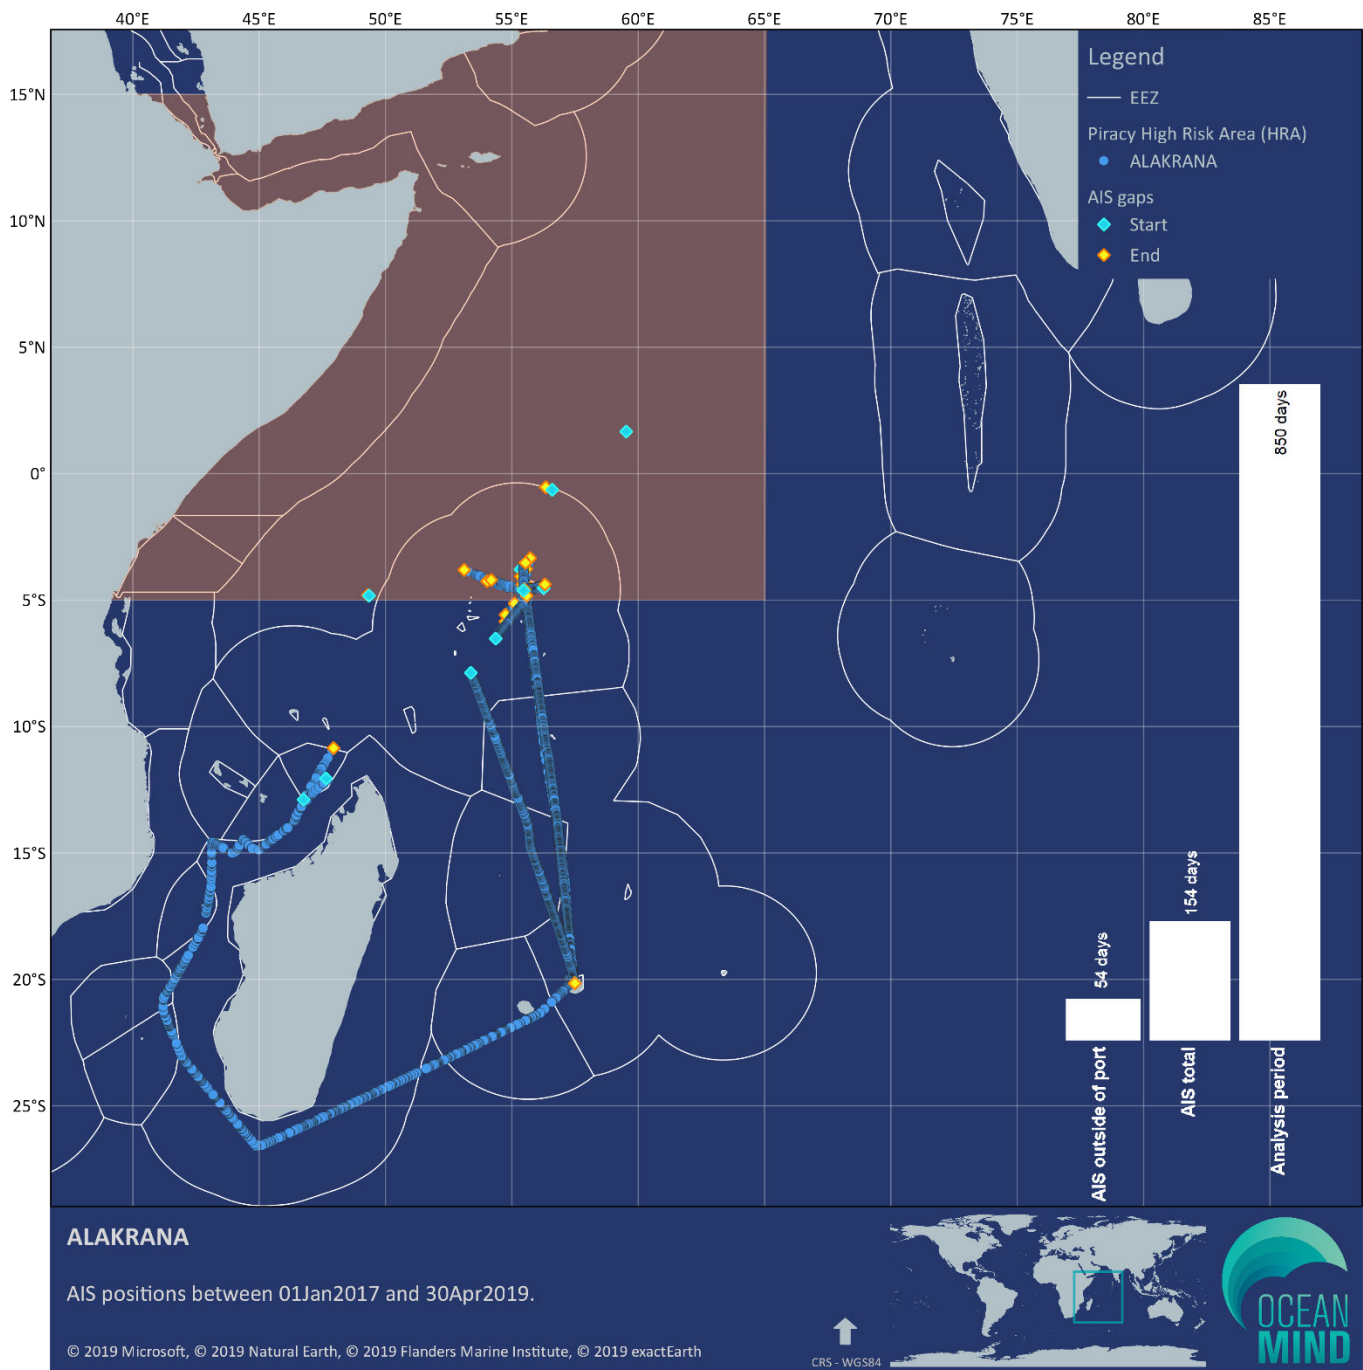 40°E 45°E 50°E 55°E 60°E 65°E 70°E 75°E 80°E 85°E
Legend
EEZ
15°N
Piracy High Risk Area (HRA)
ALAKRANA
AIS gaps
10°N
Start
End
5°N
850 days
0°
5°S
10°S
15°S
154 days
20°S
54 days
25°S
AIS outside of port
AIS total
Analysis period
ALAKRANA
AIS positions between 01Jan2017 and 30Apr2019.
© 2019 Microsoft, © 2019 Natural Earth, © 2019 Flanders Marine Institute, © 2019 exactEarth
CRS - WGS84
OCEAN
MIND